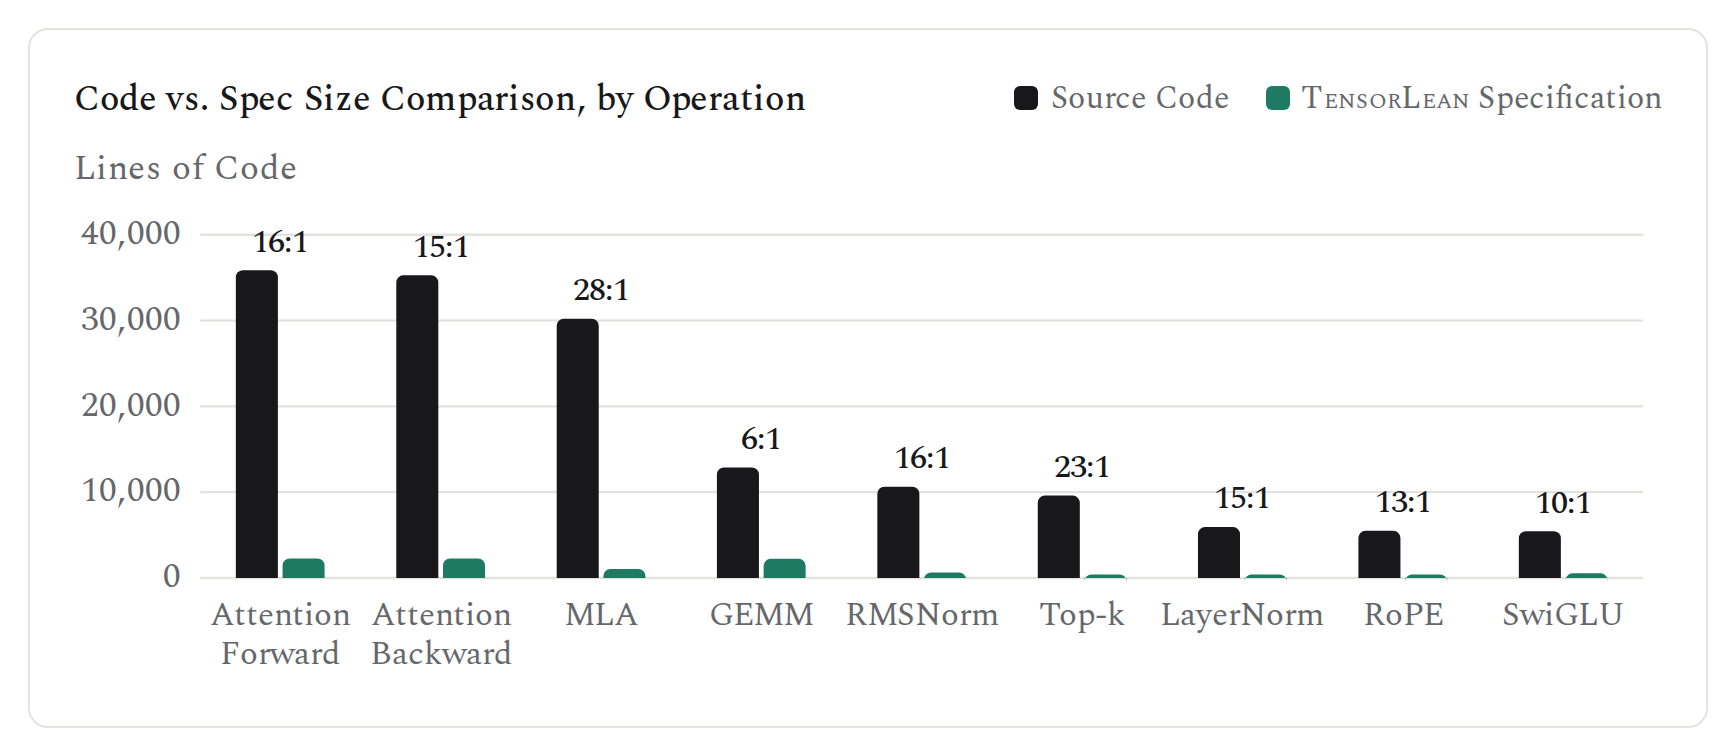 Code vs. Spec Size Comparison, by Operation
Source Code
TENSORLEAN Specification
Lines of Code
40,000
30,000
20,000
10,000
0
16:1
15:1
28:1
6:1
16:1
23:1
15:1
13:1
10:1
Attention
Forward
Attention
Backward
MLA
GEMM
RMSNorm
Top-k
LayerNorm
RoPE
SwiGLU